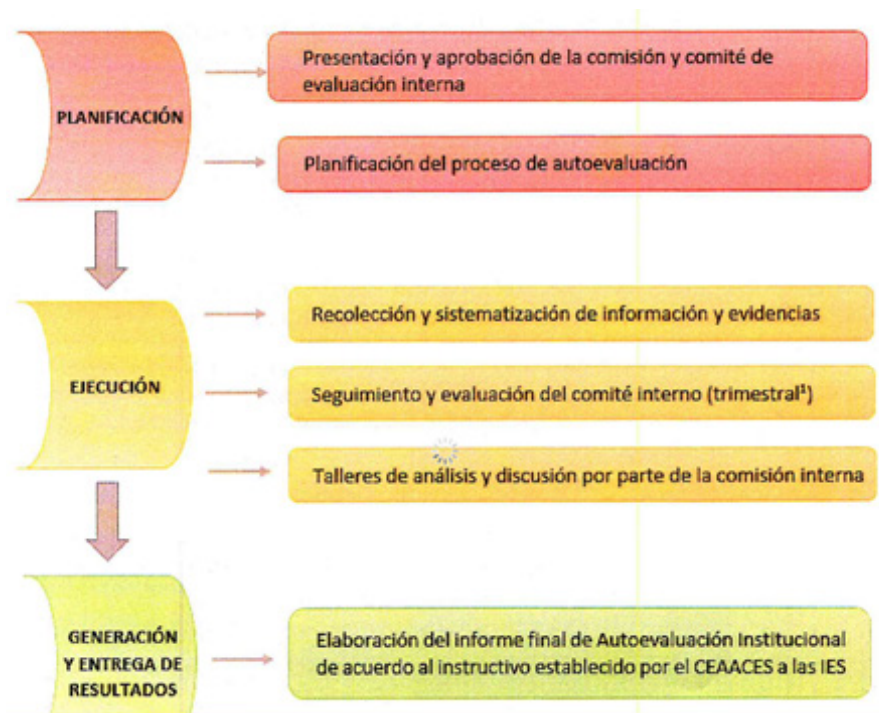 PLANIFICACIÓN
Presentación y aprobación de la comisión y comité de
evaluación interna
Planificación del proceso de autoevaluación
EJECUCIÓN
Recolección y sistematización de información y evidencias
Seguimiento y evaluación del comité interno (trimestral¹)
Talleres de análisis y discusión por parte de la comisión interna
GENERACIÓN
Y ENTREGA DE
RESULTADOS
Elaboración del informe final de Autoevaluación Institucional
de acuerdo al instructivo establecido por el CEAACES a las IES